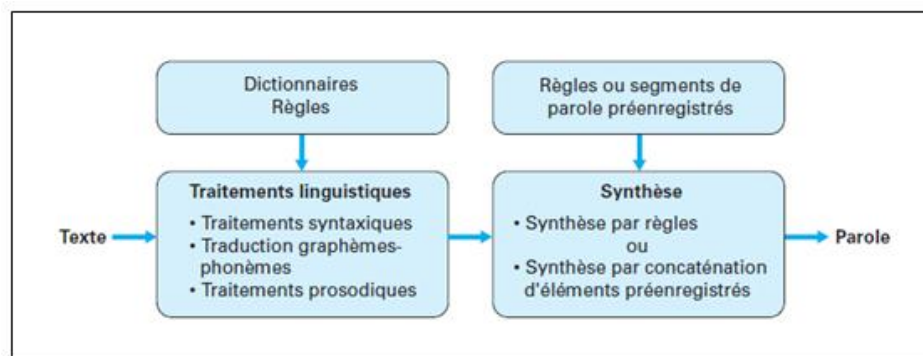 Dictionnaires
Règles
Règles ou segments de
parole préenregistrés
Texte
Traitements linguistiques
• Traitements syntaxiques
• Traduction graphèmes-
phonèmes
• Traitements prosodiques
Synthèse
• Synthèse par règles
ou
• Synthèse par concaténation
d'éléments préenregistrés
Parole